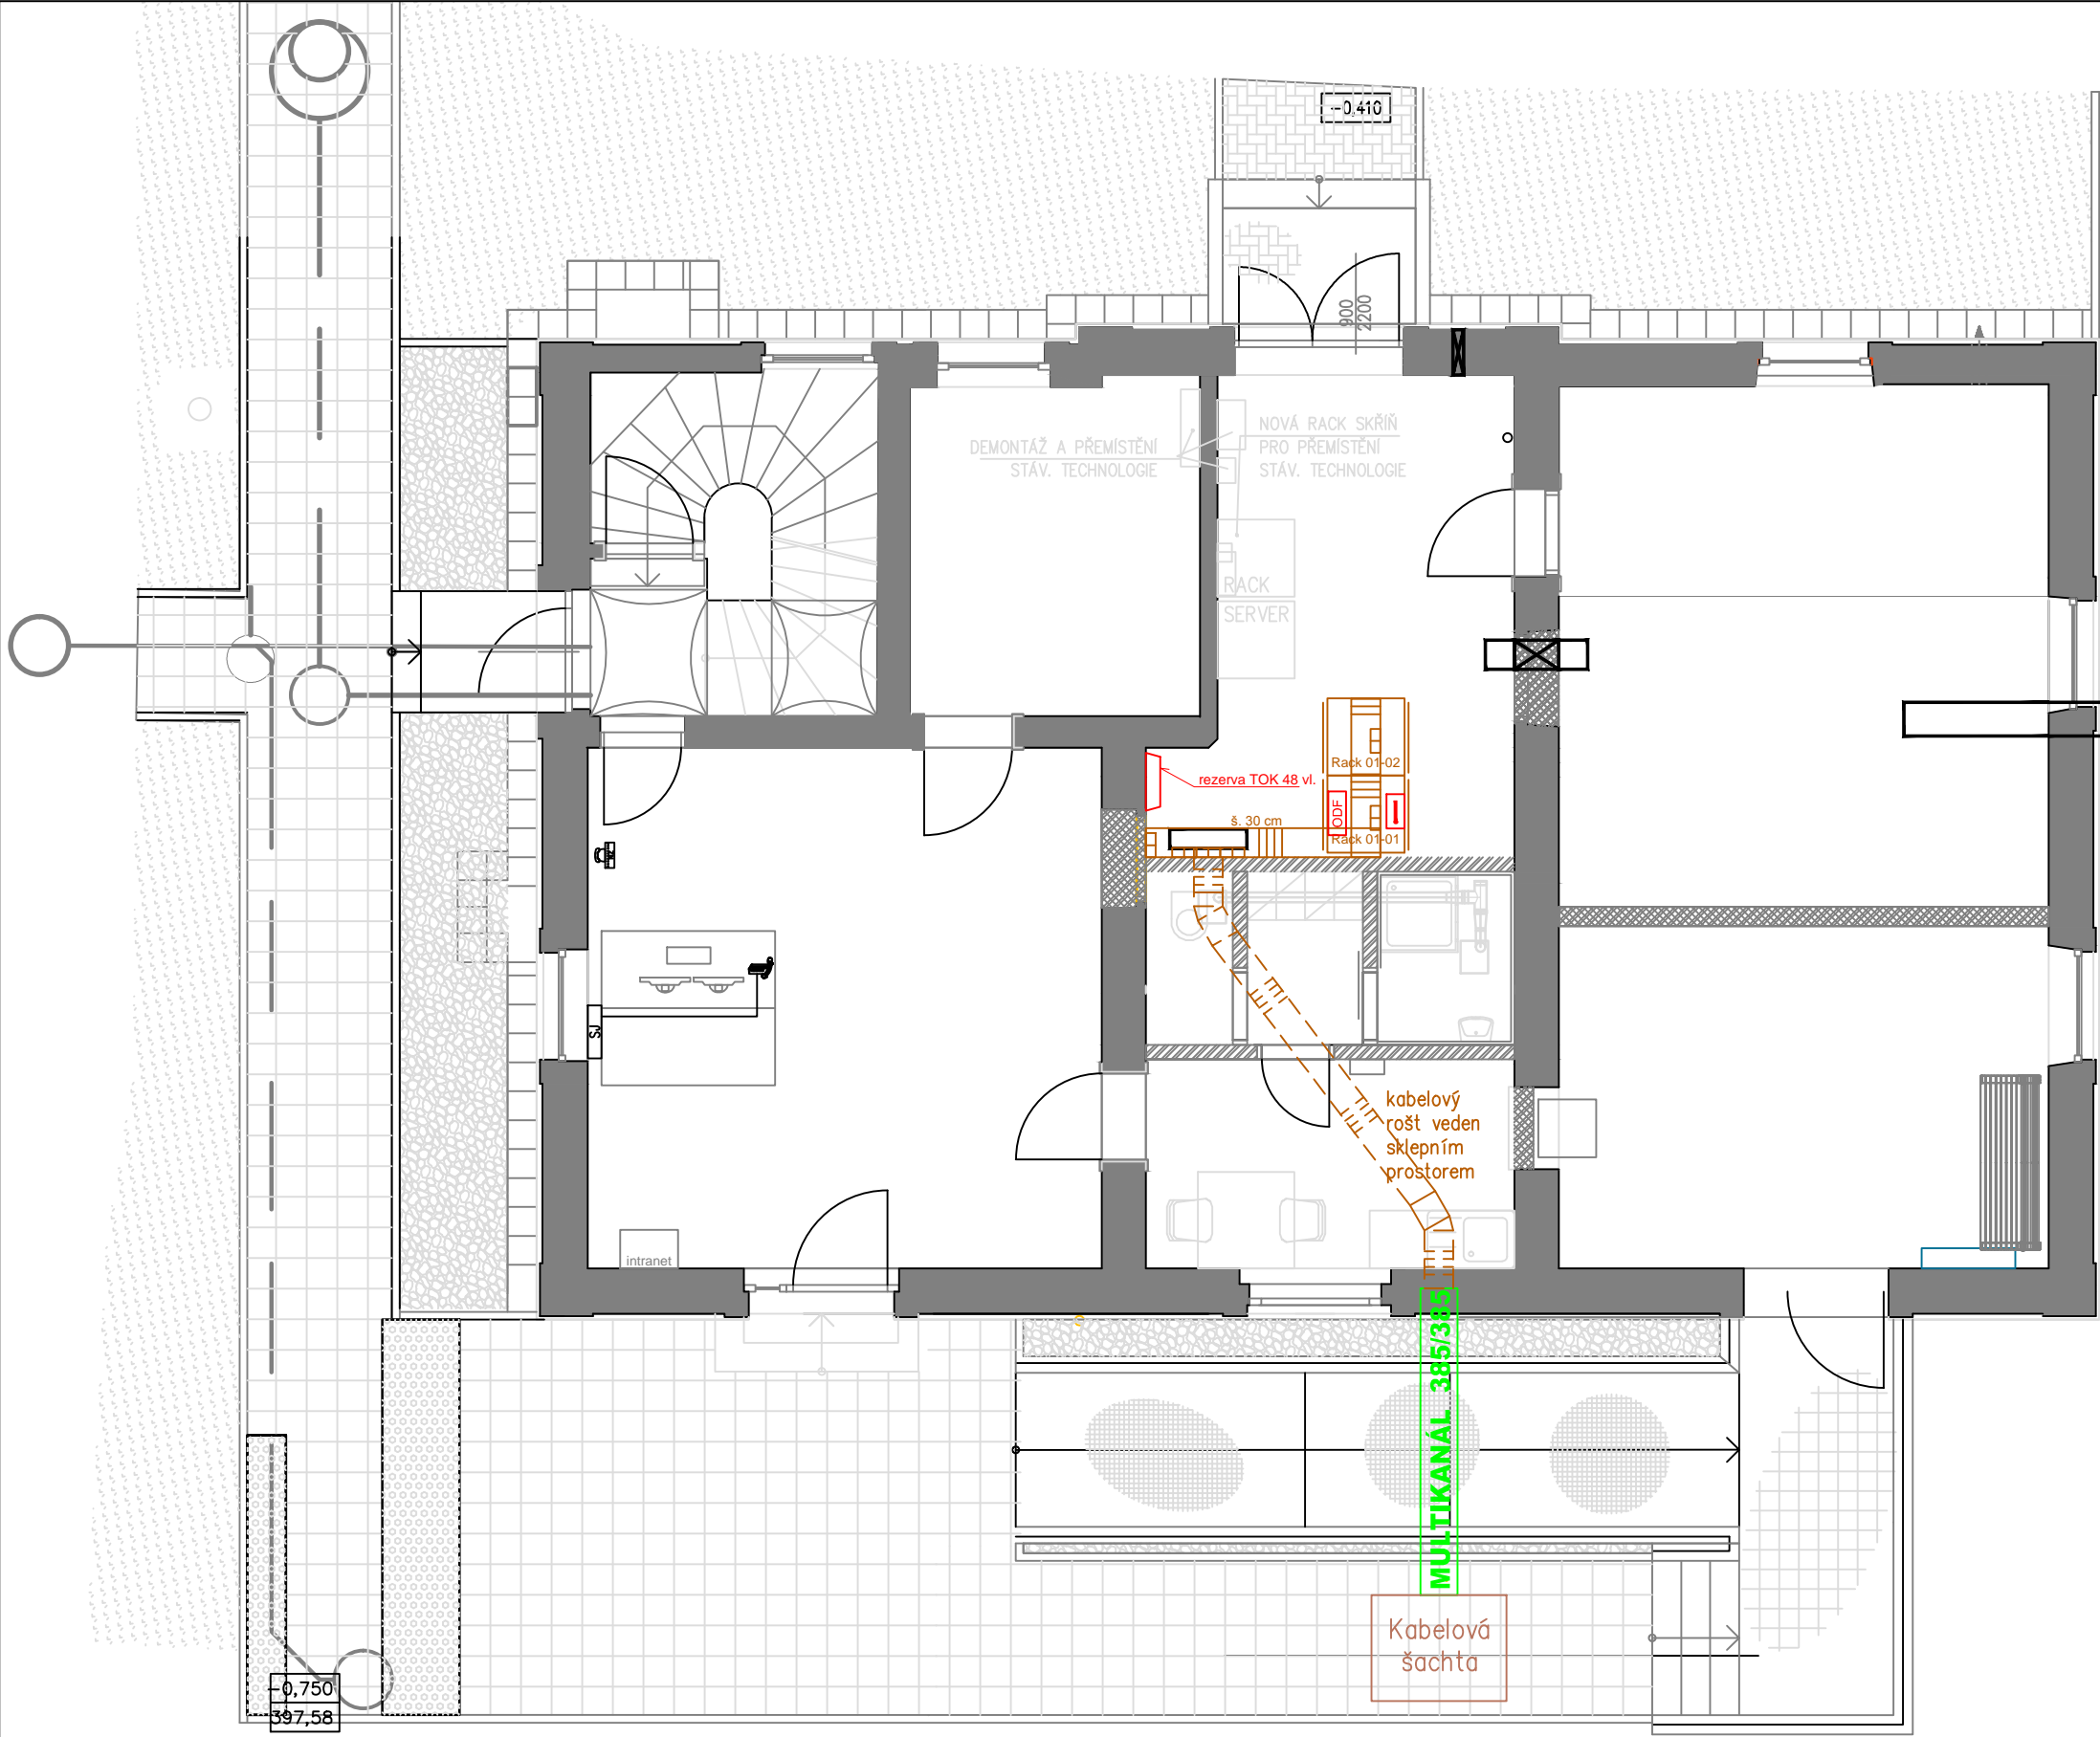 -0,410
900
2200
DEMONTÁŽ A PŘEMÍSTĚNÍ
STÁV. TECHNOLOGIE
NOVÁ RACK SKŘÍŇ
PRO PŘEMÍSTĚNÍ
STÁV. TECHNOLOGIE
RACK
SERVER
Rack 01-02
rezerva TOK 48 vl.
ODF
š. 30 cm
Rack 01-01
SJ
kabelový
rošt veden
sklepním
prostorem
intranet
MULTIKANÁL 385/385
Kabelová
šachta
-0,750
397,58